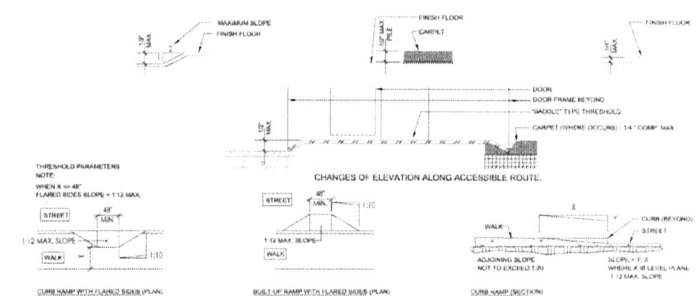 MAXIMUM SLOPE
FINISH FLOOR
1/2"
MAX.
FINISH FLOOR
CARPET
1/2" MAX.
PILE
FINISH FLOOR
1/4"
MAX.
DOOR
DOOR FRAME BEYOND
"SADDLE" TYPE THRESHOLD
CARPET (WHERE OCCURS) - 1/4" COMP. MAX
1/2"
MAX
CHANGES OF ELEVATION ALONG ACCESSIBLE ROUTE.
THRESHOLD PARAMETERS
NOTE:
WHEN X <= 48"
FLARED SIDES SLOPE = 1:12 MAX.
STREET
48"
MIN.
1:12 MAX. SLOPE
WALK
1:10
CURB RAMP WITH FLARED SIDES (PLAN)
STREET
48"
MIN.
1:10
1:12 MAX. SLOPE
WALK
BUILT-UP RAMP WITH FLARED SIDES (PLAN)
X
Y
WALK
CURB (BEYOND)
STREET
ADJOINING SLOPE
NOT TO EXCEED 1:20
SLOPE = Y:X
WHERE X IS LEVEL PLANE
1:12 MAX. SLOPE
CURB RAMP (SECTION)